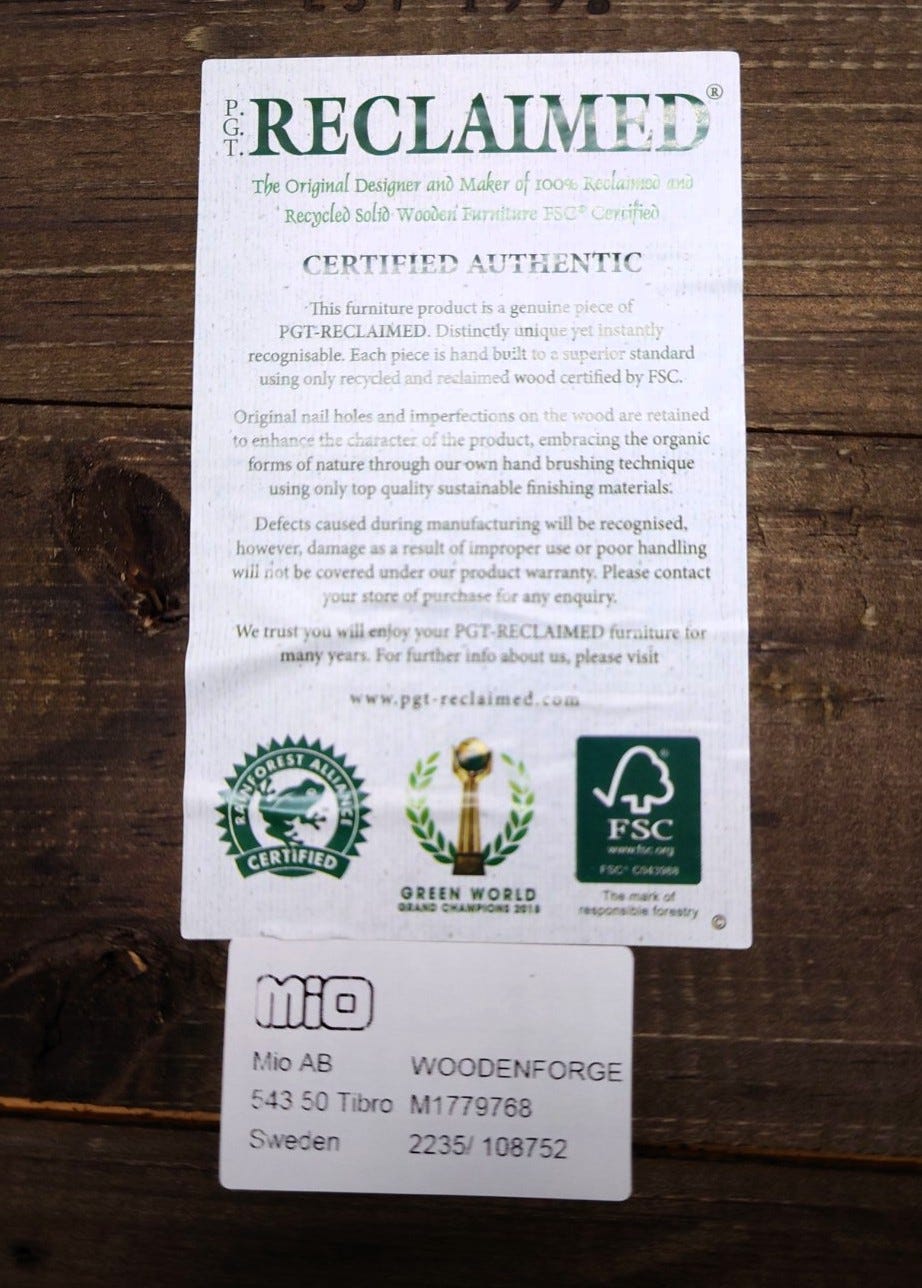 EST 1998
P.G.T. RECLAIMED®
The Original Designer and Maker of 100% Reclaimed and
Recycled Solid Wooden Furniture FSC® Certified
CERTIFIED AUTHENTIC
This furniture product is a genuine piece of
PGT-RECLAIMED. Distinctly unique yet instantly
recognisable. Each piece is hand built to a superior standard
using only recycled and reclaimed wood certified by FSC.
Original nail holes and imperfections on the wood are retained
to enhance the character of the product, embracing the organic
forms of nature through our own hand brushing technique
using only top quality sustainable finishing materials.
Defects caused during manufacturing will be recognised,
however, damage as a result of improper use or poor handling
will not be covered under our product warranty. Please contact
your store of purchase for any enquiry.
We trust you will enjoy your PGT-RECLAIMED furniture for
many years. For further info about us, please visit
www.pgt-reclaimed.com
RAINFOREST ALLIANCE
CERTIFIED
GREEN WORLD
GRAND CHAMPIONS 2018
®
FSC
www.fsc.org
The mark of
responsible forestry
©
MiO
Mio AB WOODENFORGE
543 50 Tibro M1779768
Sweden 2235/ 108752